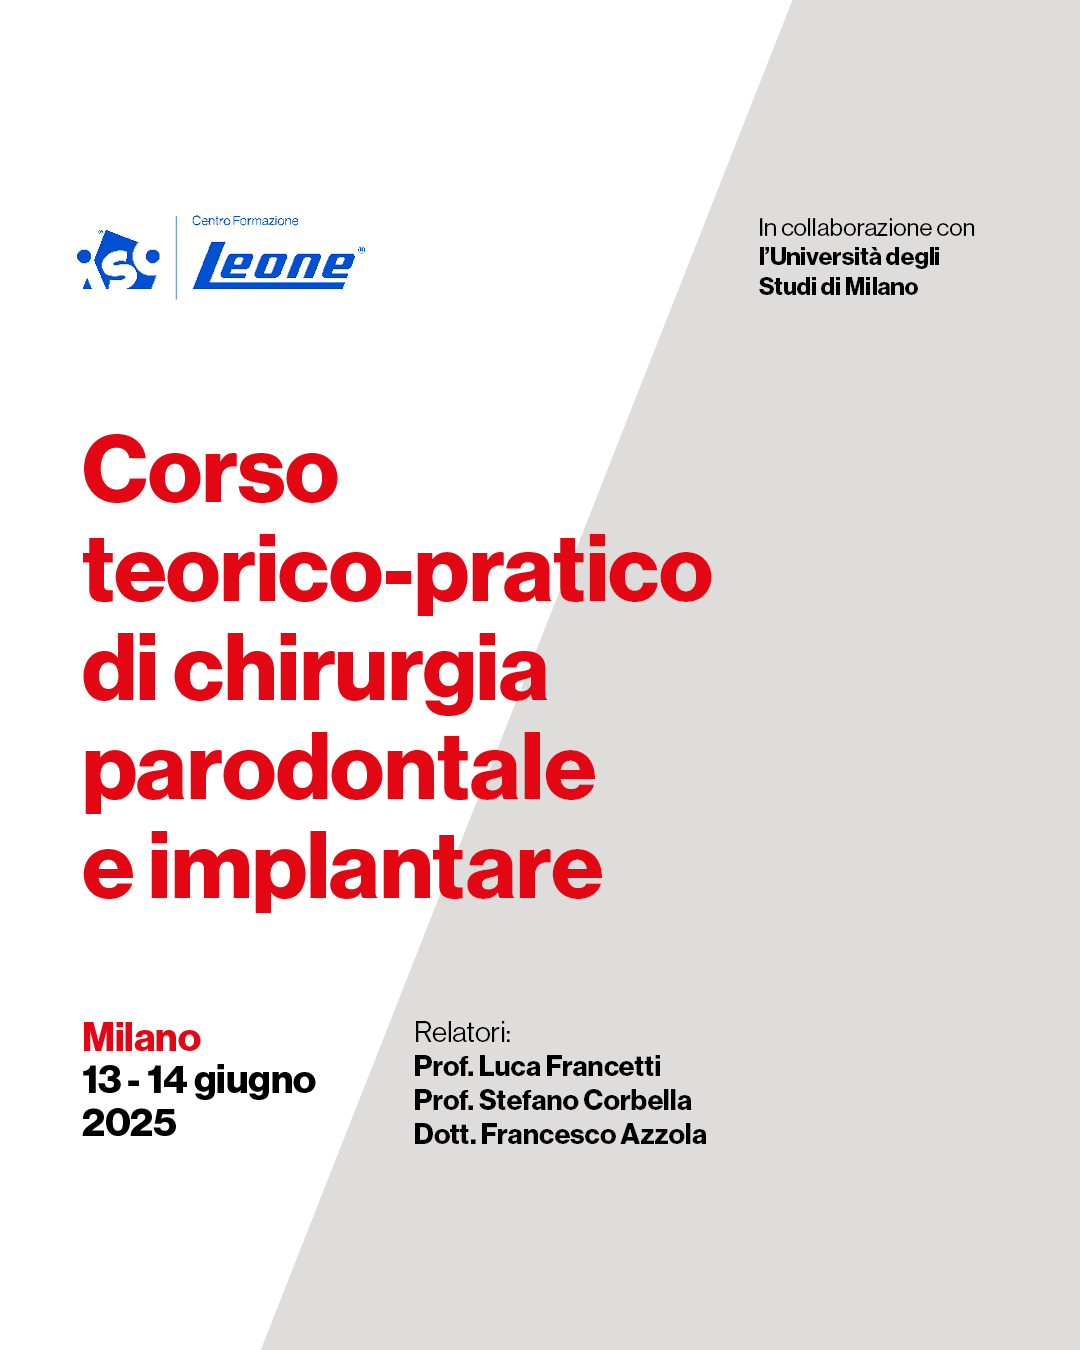 Centro Formazione
ISO
Leone®
In collaborazione con
l'Università degli
Studi di Milano
Corso
teorico-pratico
di chirurgia
parodontale
e implantare
Milano
13 - 14 giugno
2025
Relatori:
Prof. Luca Francetti
Prof. Stefano Corbella
Dott. Francesco Azzola